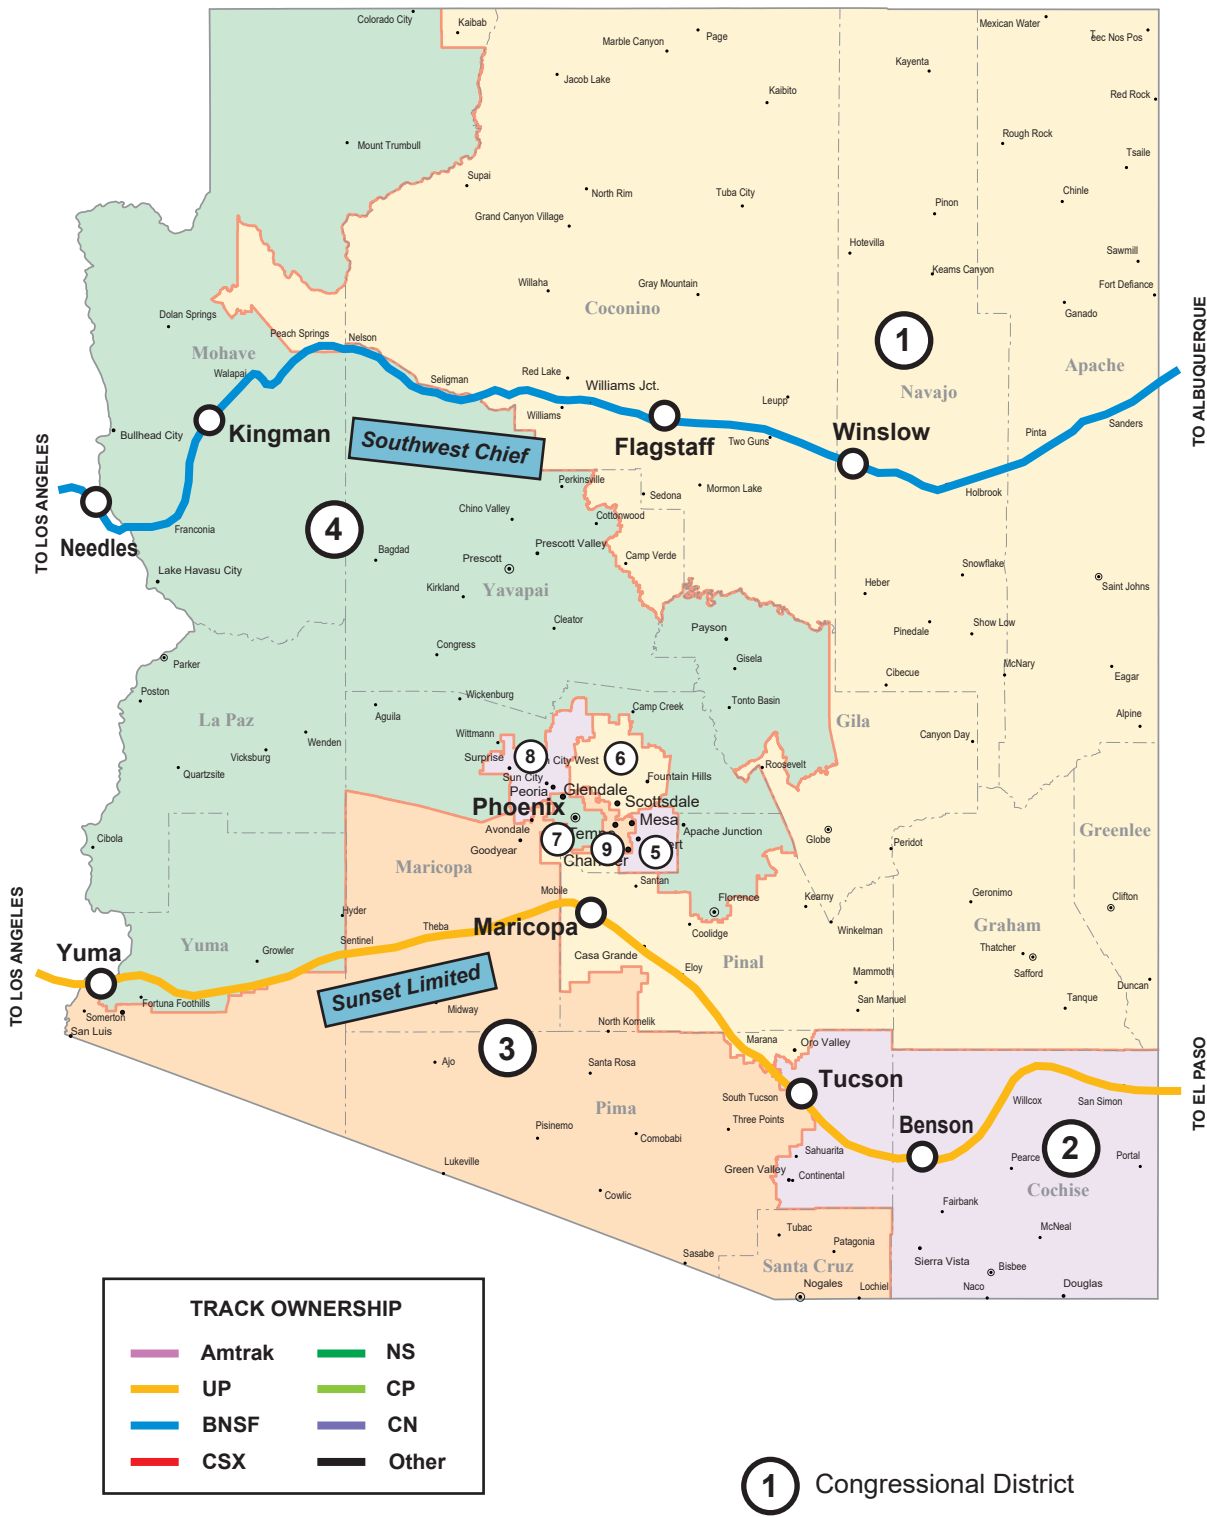 Colorado City
Kaibab
Mexican Water
Tec Nos Pos
Marble Canyon
Page
Jacob Lake
Kayenta
Kaibito
Red Rock
Mount Trumbull
Rough Rock
Tsaile
Supai
North Rim
Tuba City
Chinle
Pinon
Grand Canyon Village
Hotevilla
Sawmill
Keams Canyon
Willaha
Gray Mountain
Fort Defiance
Coconino
Ganado
Dolan Springs
Peach Springs
Nelson
1
Mohave
Walapai
Apache
TO ALBUQUERQUE
Red Lake
Seligman
Williams Jct.
Navajo
Leupp
Williams
Bullhead City
Kingman
Southwest Chief
Flagstaff
Two Guns
Winslow
Pinta
Sanders
TO LOS ANGELES
Perkinsville
Sedona
Mormon Lake
Holbrook
Chino Valley
Cottonwood
Franconia
4
Needles
Bagdad
Prescott Valley
Prescott
Camp Verde
Lake Havasu City
Snowflake
Saint Johns
Kirkland
Yavapai
Heber
Cleator
Payson
Pinedale
Show Low
Congress
Gisela
Parker
McNary
Cibecue
Eagar
Poston
Wickenburg
Tonto Basin
Camp Creek
La Paz
Aguila
Gila
Alpine
Wittmann
Canyon Day
Wenden
Vicksburg
Surprise
8
n City West
6
Roosevelt
Quartzsite
Sun City
Fountain Hills
Peoria
Glendale
Phoenix
Scottsdale
Mesa
Avondale
Tempe
Apache Junction
Cibola
Goodyear
7
9
5
ert
Globe
Peridot
Greenlee
Maricopa
Chandler
Santan
Mobile
Florence
Kearny
Geronimo
Clifton
Hyder
Theba
Maricopa
Coolidge
Winkelman
Graham
Yuma
Yuma
Growler
Sentinel
Casa Grande
Pinal
Thatcher
Safford
TO LOS ANGELES
Eloy
Mammoth
Duncan
Sunset Limited
Fortuna Foothills
San Manuel
Tanque
Somerton
Midway
San Luis
North Komelik
3
Marana
Oro Valley
Ajo
Santa Rosa
Tucson
South Tucson
Willcox
San Simon
TO EL PASO
Pima
Three Points
Benson
Pisinemo
Comobabi
2
Sahuarita
Pearce
Portal
Lukeville
Green Valley
Continental
Cochise
Cowlic
Fairbank
Tubac
McNeal
Patagonia
Sasabe
Sierra Vista
Santa Cruz
Bisbee
Nogales
Lochiel
Naco
Douglas
TRACK OWNERSHIP
Amtrak
NS
UP
CP
BNSF
CN
CSX
Other
1 Congressional District